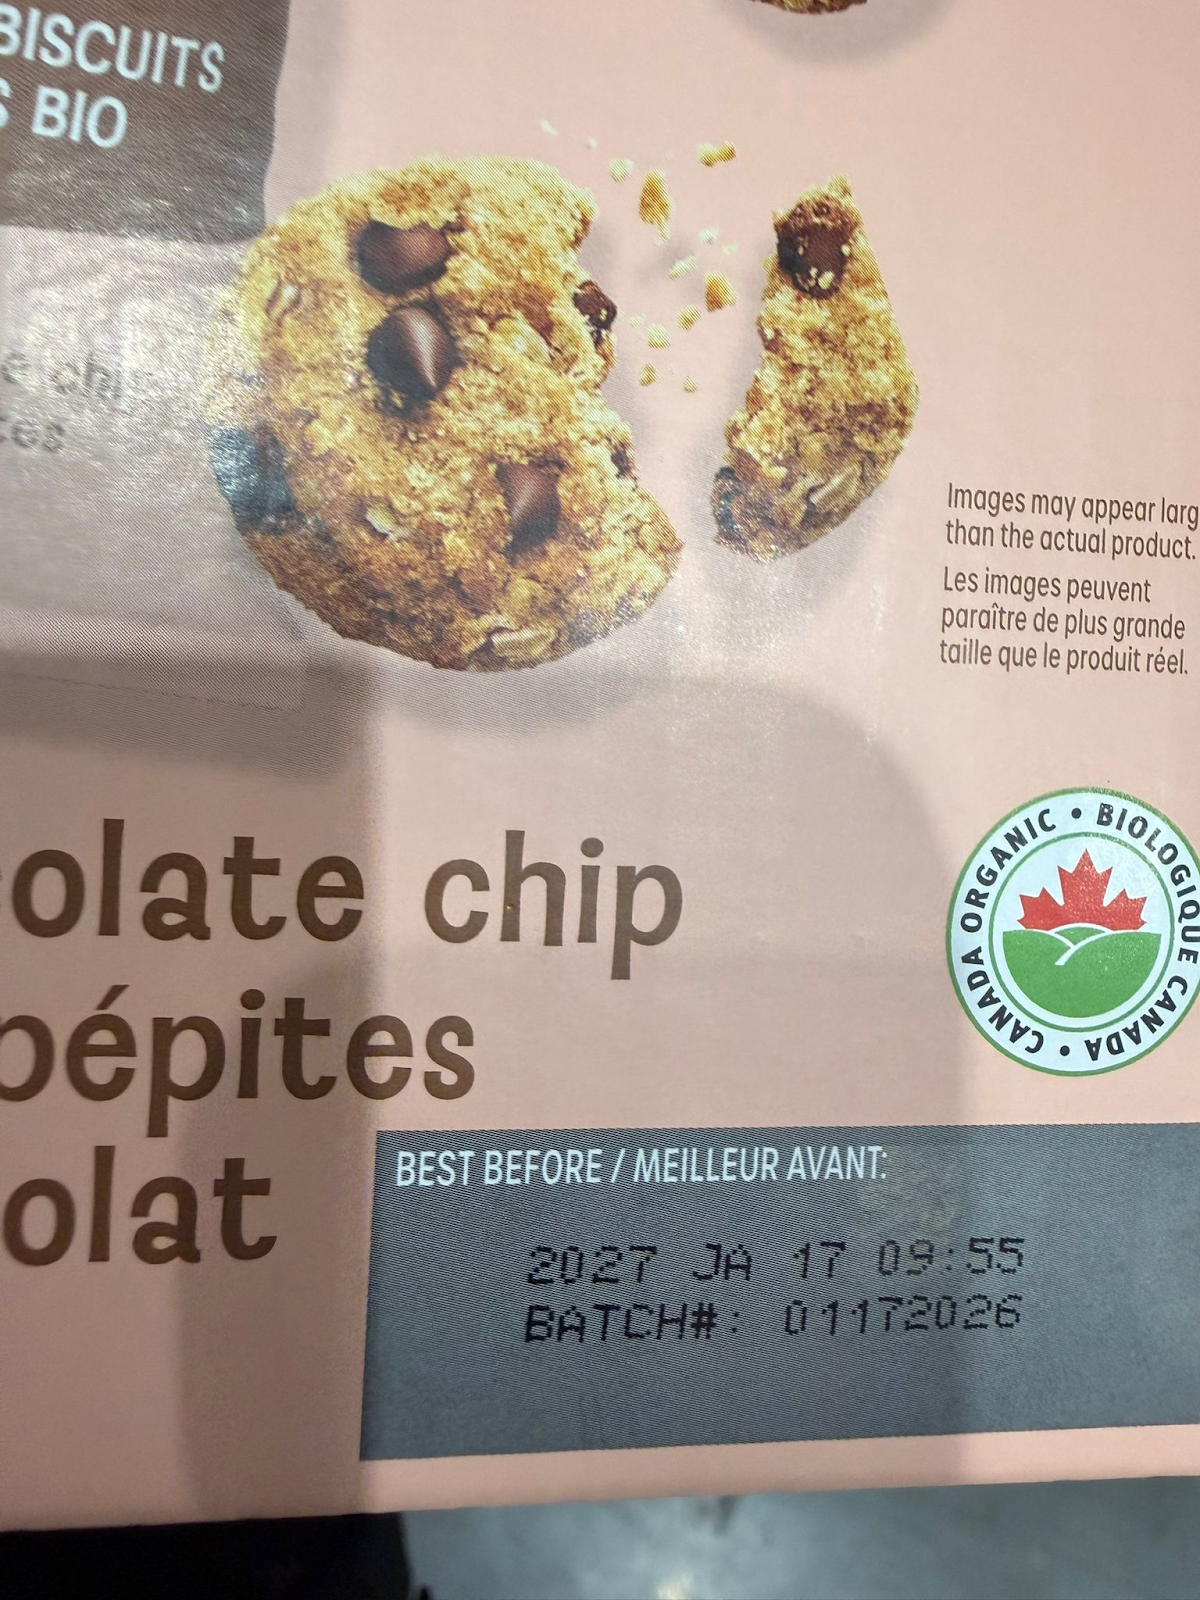 BISCUITS
BIO
Images may appear
than the actual product.
Les images peuvent
paraître de plus grande
taille que le produit réel.
CANADA ORGANIC • BIOLOGIQUE CANADA •
olate chip
pépites
olat
BEST BEFORE / MEILLEUR AVANT:
2027 JA 17 09:55
BATCH#: 01172026